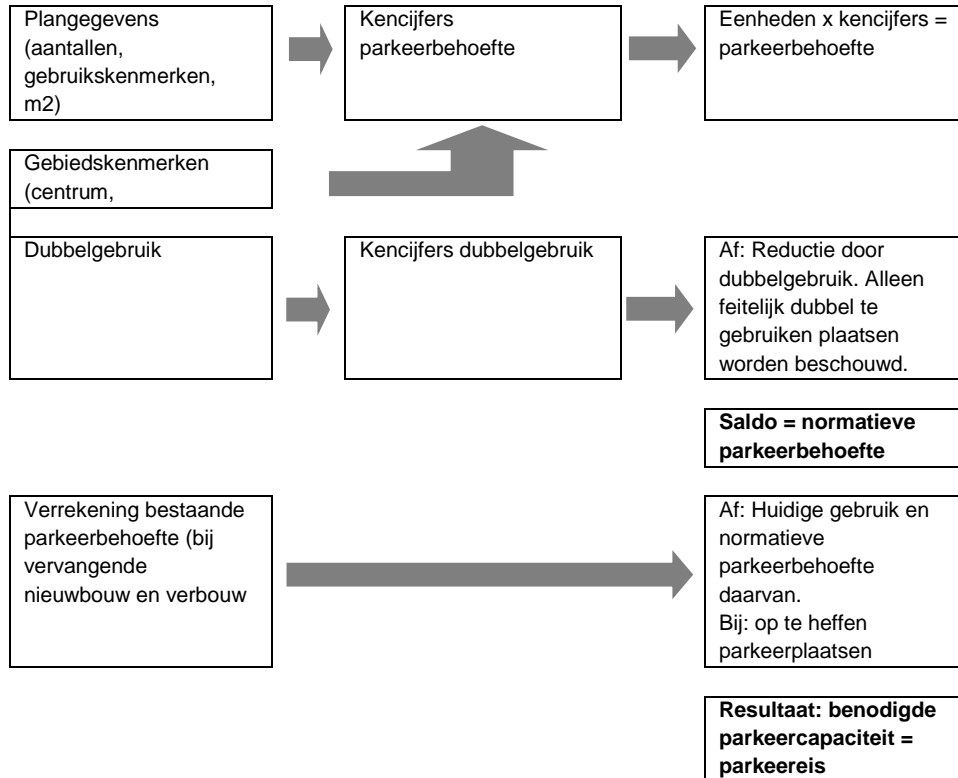 Plangegevens
(aantallen,
gebruikskenmerken,
m2)
Kencijfers
parkeerbehoefte
Eenheden x kencijfers =
parkeerbehoefte
Gebiedskenmerken
(centrum,
Dubbelgebruik
Kencijfers dubbelgebruik
Af: Reductie door
dubbelgebruik. Alleen
feitelijk dubbel te
gebruiken plaatsen
worden beschouwd.
Saldo = normatieve
parkeerbehoefte
Verrekening bestaande
parkeerbehoefte (bij
vervangende
nieuwbouw en verbouw
Af: Huidige gebruik en
normatieve
parkeerbehoefte
daarvan.
Bij: op te heffen
parkeerplaatsen
Resultaat: benodigde
parkeercapaciteit =
parkeereis